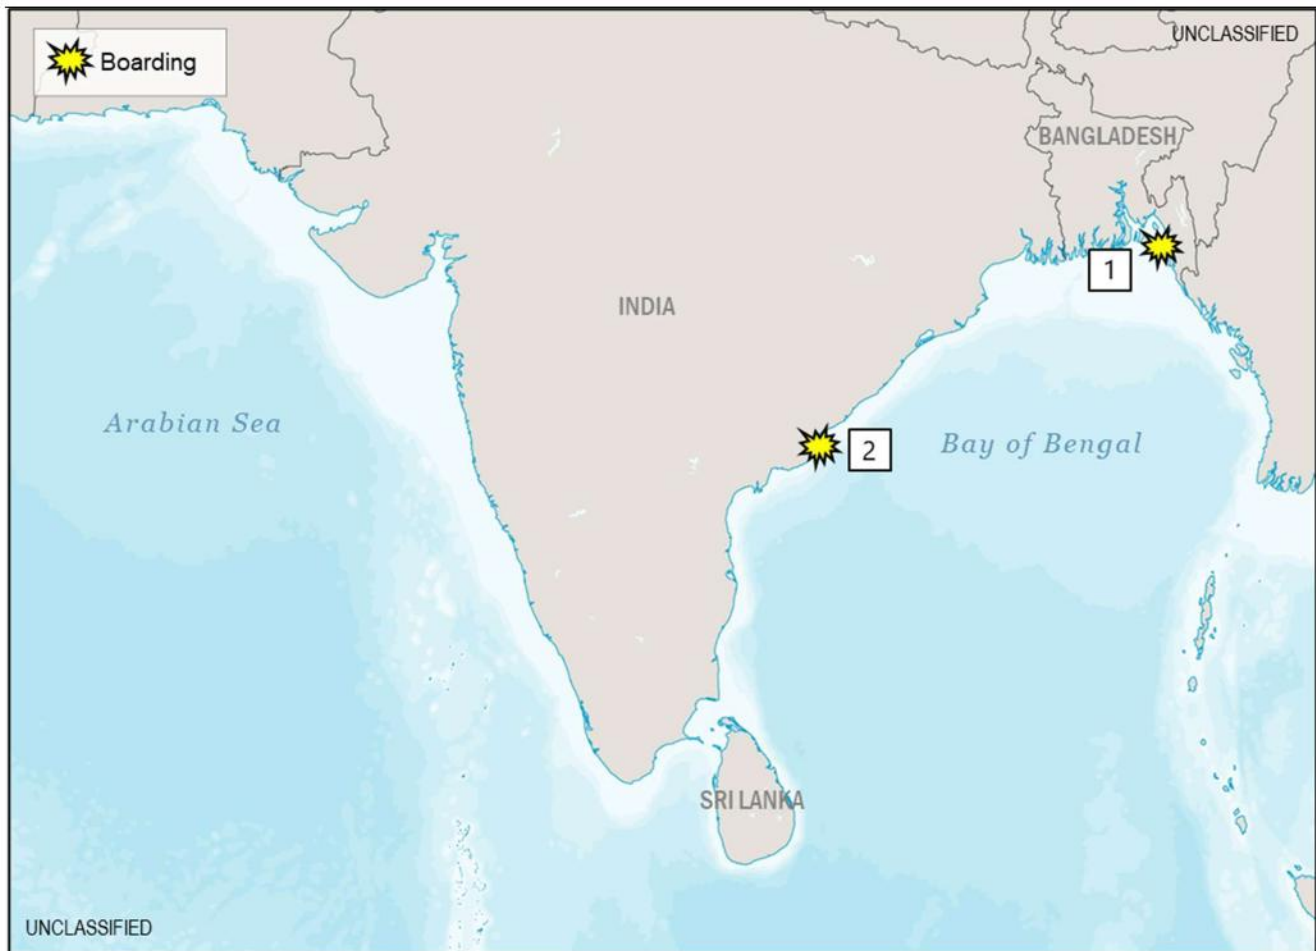 UNCLASSIFIED
Boarding
BANGLADESH
1
INDIA
Arabian Sea
2
Bay of Bengal
SRI LANKA
UNCLASSIFIED